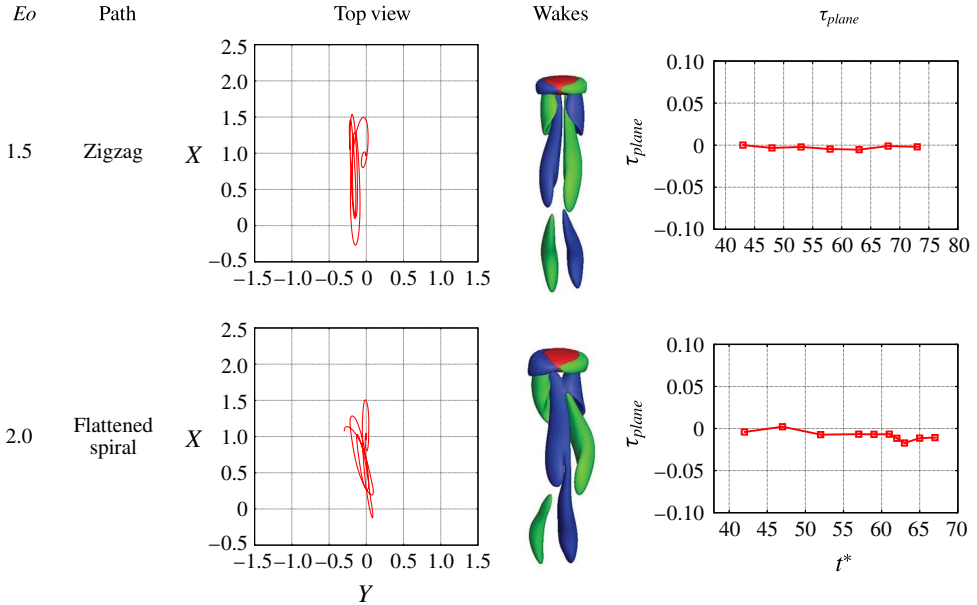 Eo Path Top view Wakes τplane
2.5
2.0
1.5
1.0
0.5
0
−0.5
X
1.5 Zigzag
−1.5 −1.0 −0.5 0 0.5 1.0 1.5
0.10
0.05
0
−0.05
−0.10
τplane
40 45 50 55 60 65 70 75 80
2.5
2.0
1.5
1.0
0.5
0
−0.5
X
2.0 Flattened
spiral
−1.5 −1.0 −0.5 0 0.5 1.0 1.5
Y
0.10
0.05
0
−0.05
−0.10
τplane
40 45 50 55 60 65 70
t*